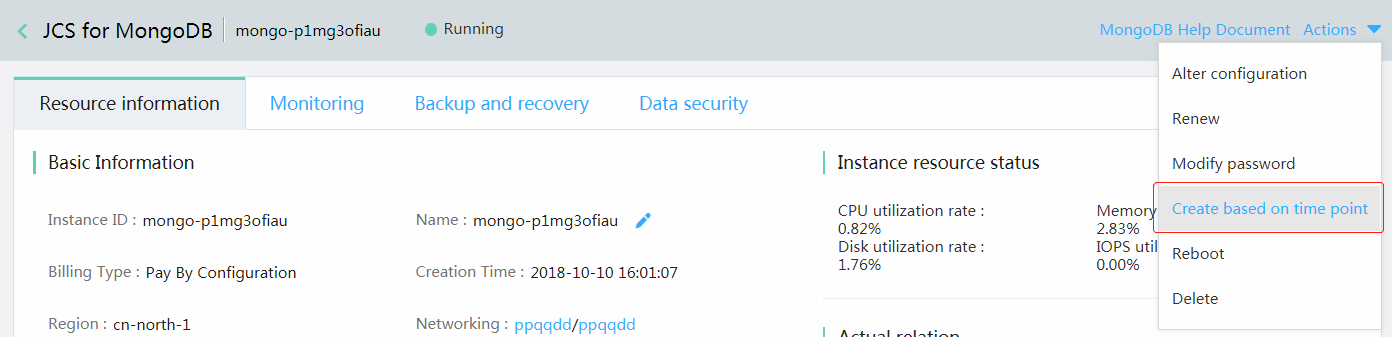 JCS for MongoDB mongo-p1mg3ofiau Running MongoDB Help Document Actions
Alter configuration
Renew
Modify password
Create based on time point
Reboot
Delete
Resource information Monitoring Backup and recovery Data security
Basic Information
Instance ID : mongo-p1mg3ofiau Name : mongo-p1mg3ofiau
Billing Type : Pay By Configuration Creation Time : 2018-10-10 16:01:07
Region : cn-north-1 Networking : ppqqdd/ppqqdd
Instance resource status
CPU utilization rate : Memory
0.82% 2.83%
Disk utilization rate : IOPS util
1.76% 0.00%
Actual relation